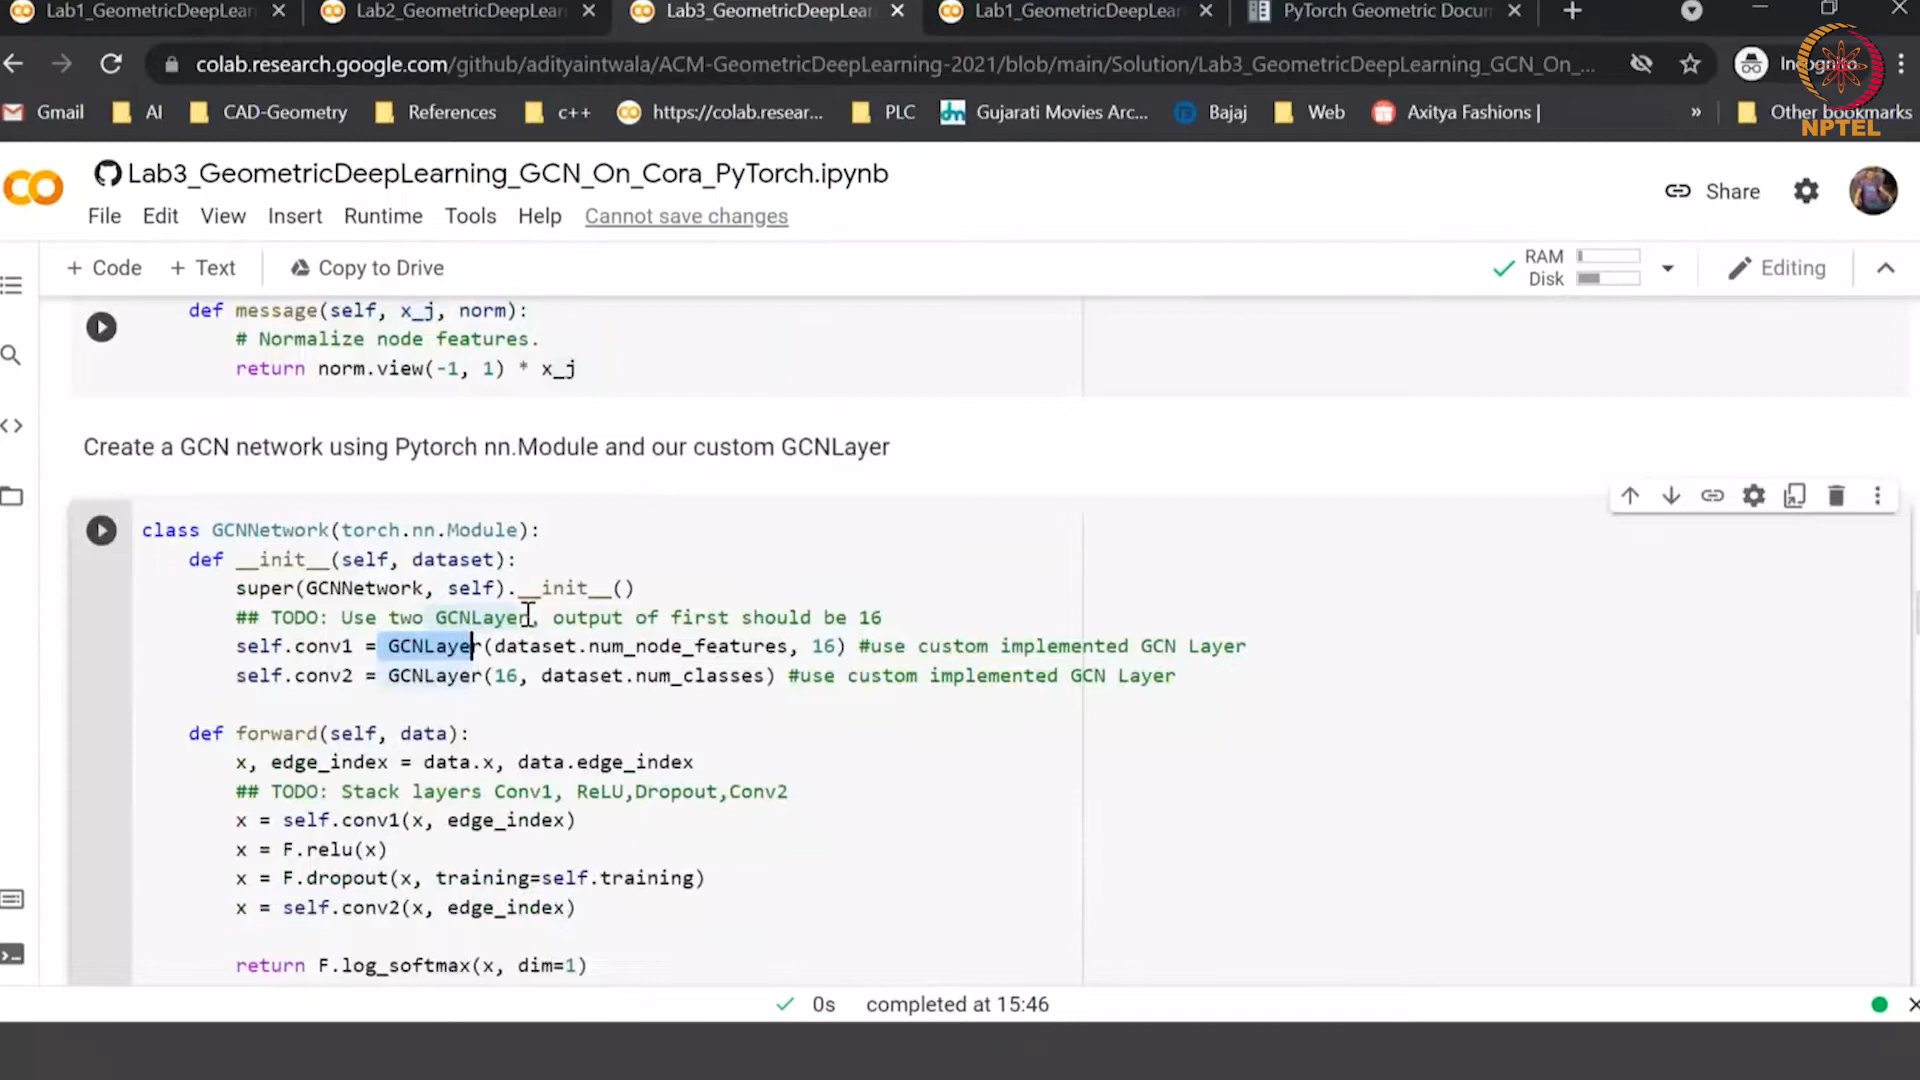 Lab1_GeometricDeepLearni
Lab2_GeometricDeepLearni
Lab3_GeometricDeepLearni
Lab1_GeometricDeepLearni
PyTorch Geometric Docum
colab.research.google.com/github/adityaintwala/ACM-GeometricDeepLearning-2021/blob/main/Solution/Lab3_GeometricDeepLearning_GCN_On_...
Incognito
Gmail
AI
CAD-Geometry
References
c++
https://colab.resear...
PLC
Gujarati Movies Arc...
Bajaj
Web
Axitya Fashions |
»
Other bookmarks
NPTEL
Lab3_GeometricDeepLearning_GCN_On_Cora_PyTorch.ipynb
Share
File Edit View Insert Runtime Tools Help Cannot save changes
+ Code + Text Copy to Drive
RAM
Disk
Editing
def message(self, x_j, norm):
# Normalize node features.
return norm.view(-1, 1) * x_j
Create a GCN network using Pytorch nn.Module and our custom GCNLayer
class GCNNetwork(torch.nn.Module):
def __init__(self, dataset):
super(GCNNetwork, self).__init__()
## TODO: Use two GCNLayer, output of first should be 16
self.conv1 = GCNLayer(dataset.num_node_features, 16) #use custom implemented GCN Layer
self.conv2 = GCNLayer(16, dataset.num_classes) #use custom implemented GCN Layer
def forward(self, data):
x, edge_index = data.x, data.edge_index
## TODO: Stack layers Conv1, ReLU,Dropout,Conv2
x = self.conv1(x, edge_index)
x = F.relu(x)
x = F.dropout(x, training=self.training)
x = self.conv2(x, edge_index)
return F.log_softmax(x, dim=1)
0s completed at 15:46